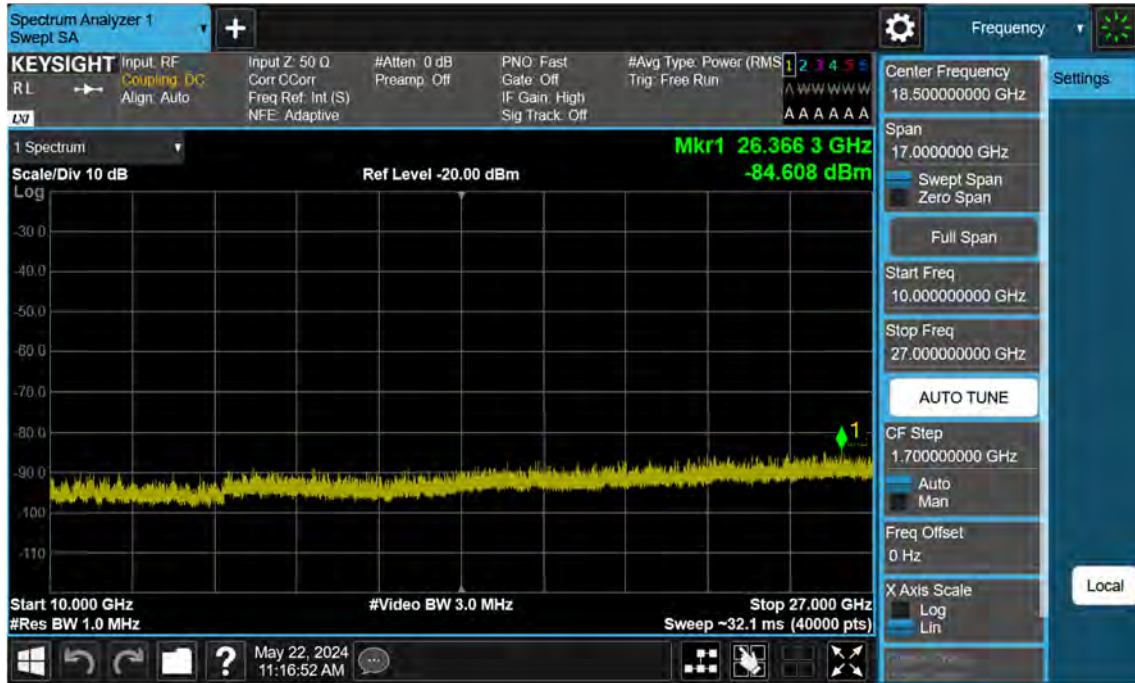 Spectrum Analyzer 1
Swept SA
Frequency
KEYSIGHT
RL
LXI
Input: RF
Coupling: DC
Align: Auto
Input Z: 50 Ω
Corr CCorr
Freq Ref: Int (S)
NFE: Adaptive
#Atten: 0 dB
Preamp: Off
PNO: Fast
Gate: Off
IF Gain: High
Sig Track: Off
#Avg Type: Power (RMS
Trig: Free Run
1 2 3 4 5 6
A W W W W W
A A A A A A
1 Spectrum
Mkr1 26.366 3 GHz
-84.608 dBm
Scale/Div 10 dB
Ref Level -20.00 dBm
Log
-30.0
-40.0
-50.0
-60.0
-70.0
-80.0
-90.0
-100
-110
1
Start 10.000 GHz
#Video BW 3.0 MHz
Stop 27.000 GHz
#Res BW 1.0 MHz
Sweep ~32.1 ms (40000 pts)
May 22, 2024
11:16:52 AM
?
Center Frequency
18.500000000 GHz
Span
17.0000000 GHz
Swept Span
Zero Span
Full Span
Start Freq
10.000000000 GHz
Stop Freq
27.000000000 GHz
AUTO TUNE
CF Step
1.700000000 GHz
Auto
Man
Freq Offset
0 Hz
X Axis Scale
Log
Lin
Settings
Local